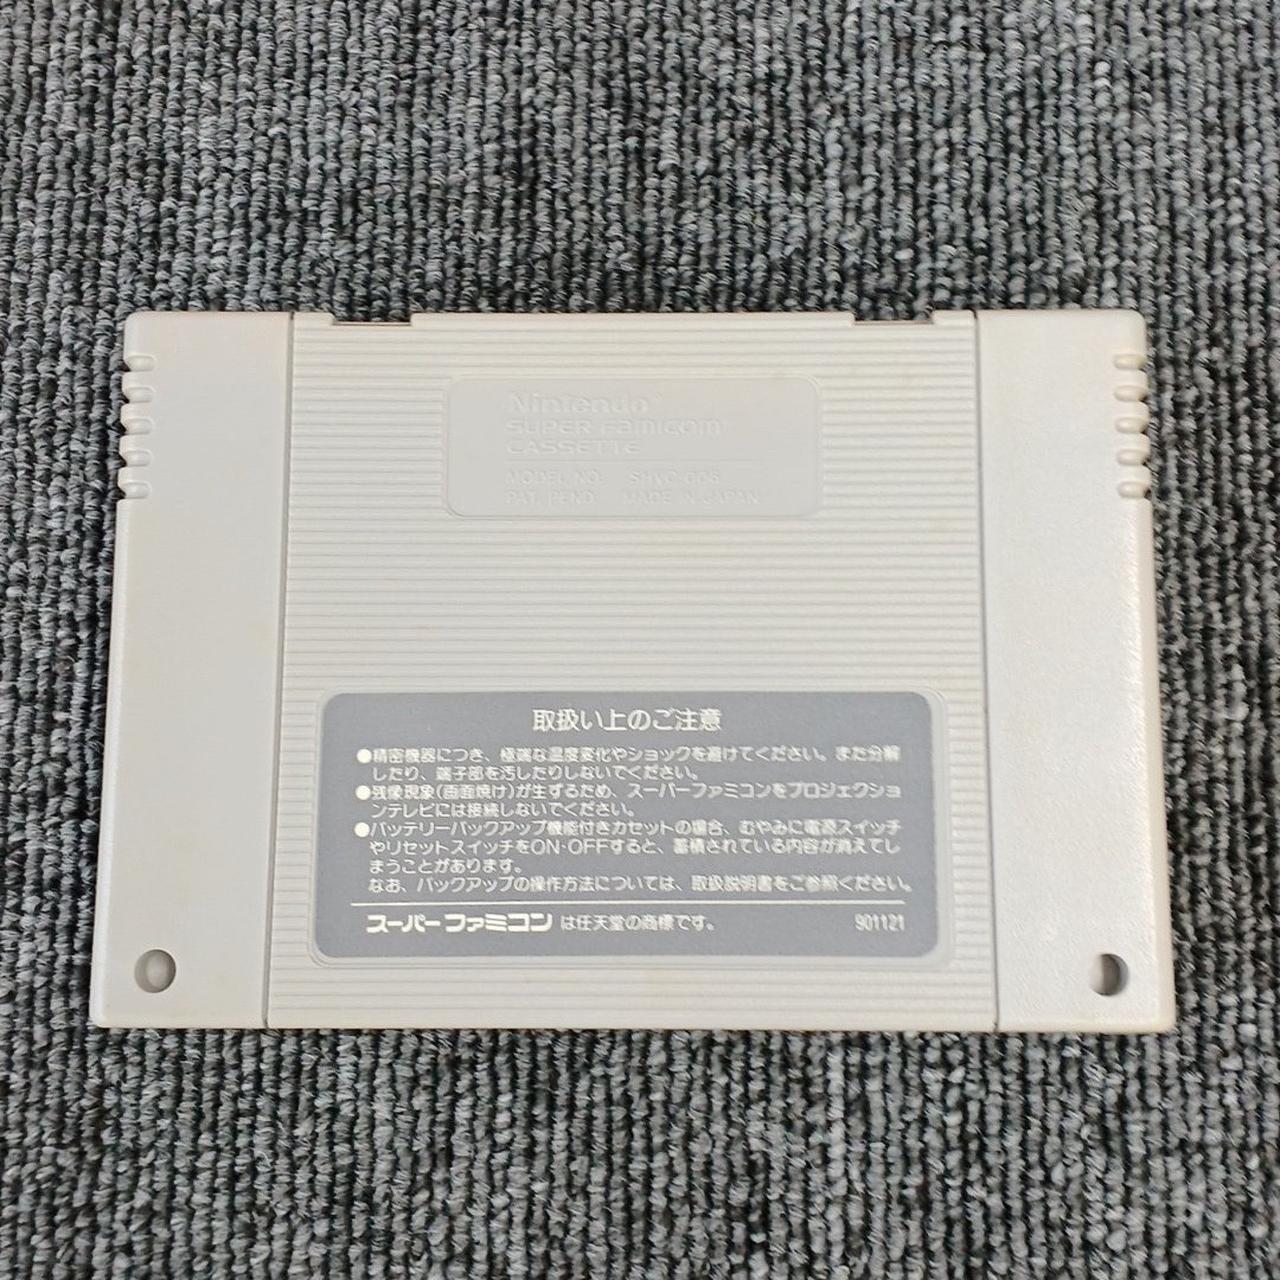 Nintendo
SUPER FAMICOM
CASSETTE
MODEL NO. SHVC-006
PAT. PEND. MADE IN JAPAN
取扱い上のご注意
●精密機器につき、極端な温度変化やショックを避けてください。また分解
したり、端子部を汚したりしないでください。
●残像現象(画面焼け)が生ずるため、スーパーファミコンをプロジェクショ
ンテレビには接続しないでください。
●バッテリーバックアップ機能付きカセットの場合、むやみに電源スイッチ
やリセットスイッチをON・OFFすると、蓄積されている内容が消えてし
まうことがあります。
なお、バックアップの操作方法については、取扱説明書をご参照ください。
スーパーファミコン は任天堂の商標です。 901121